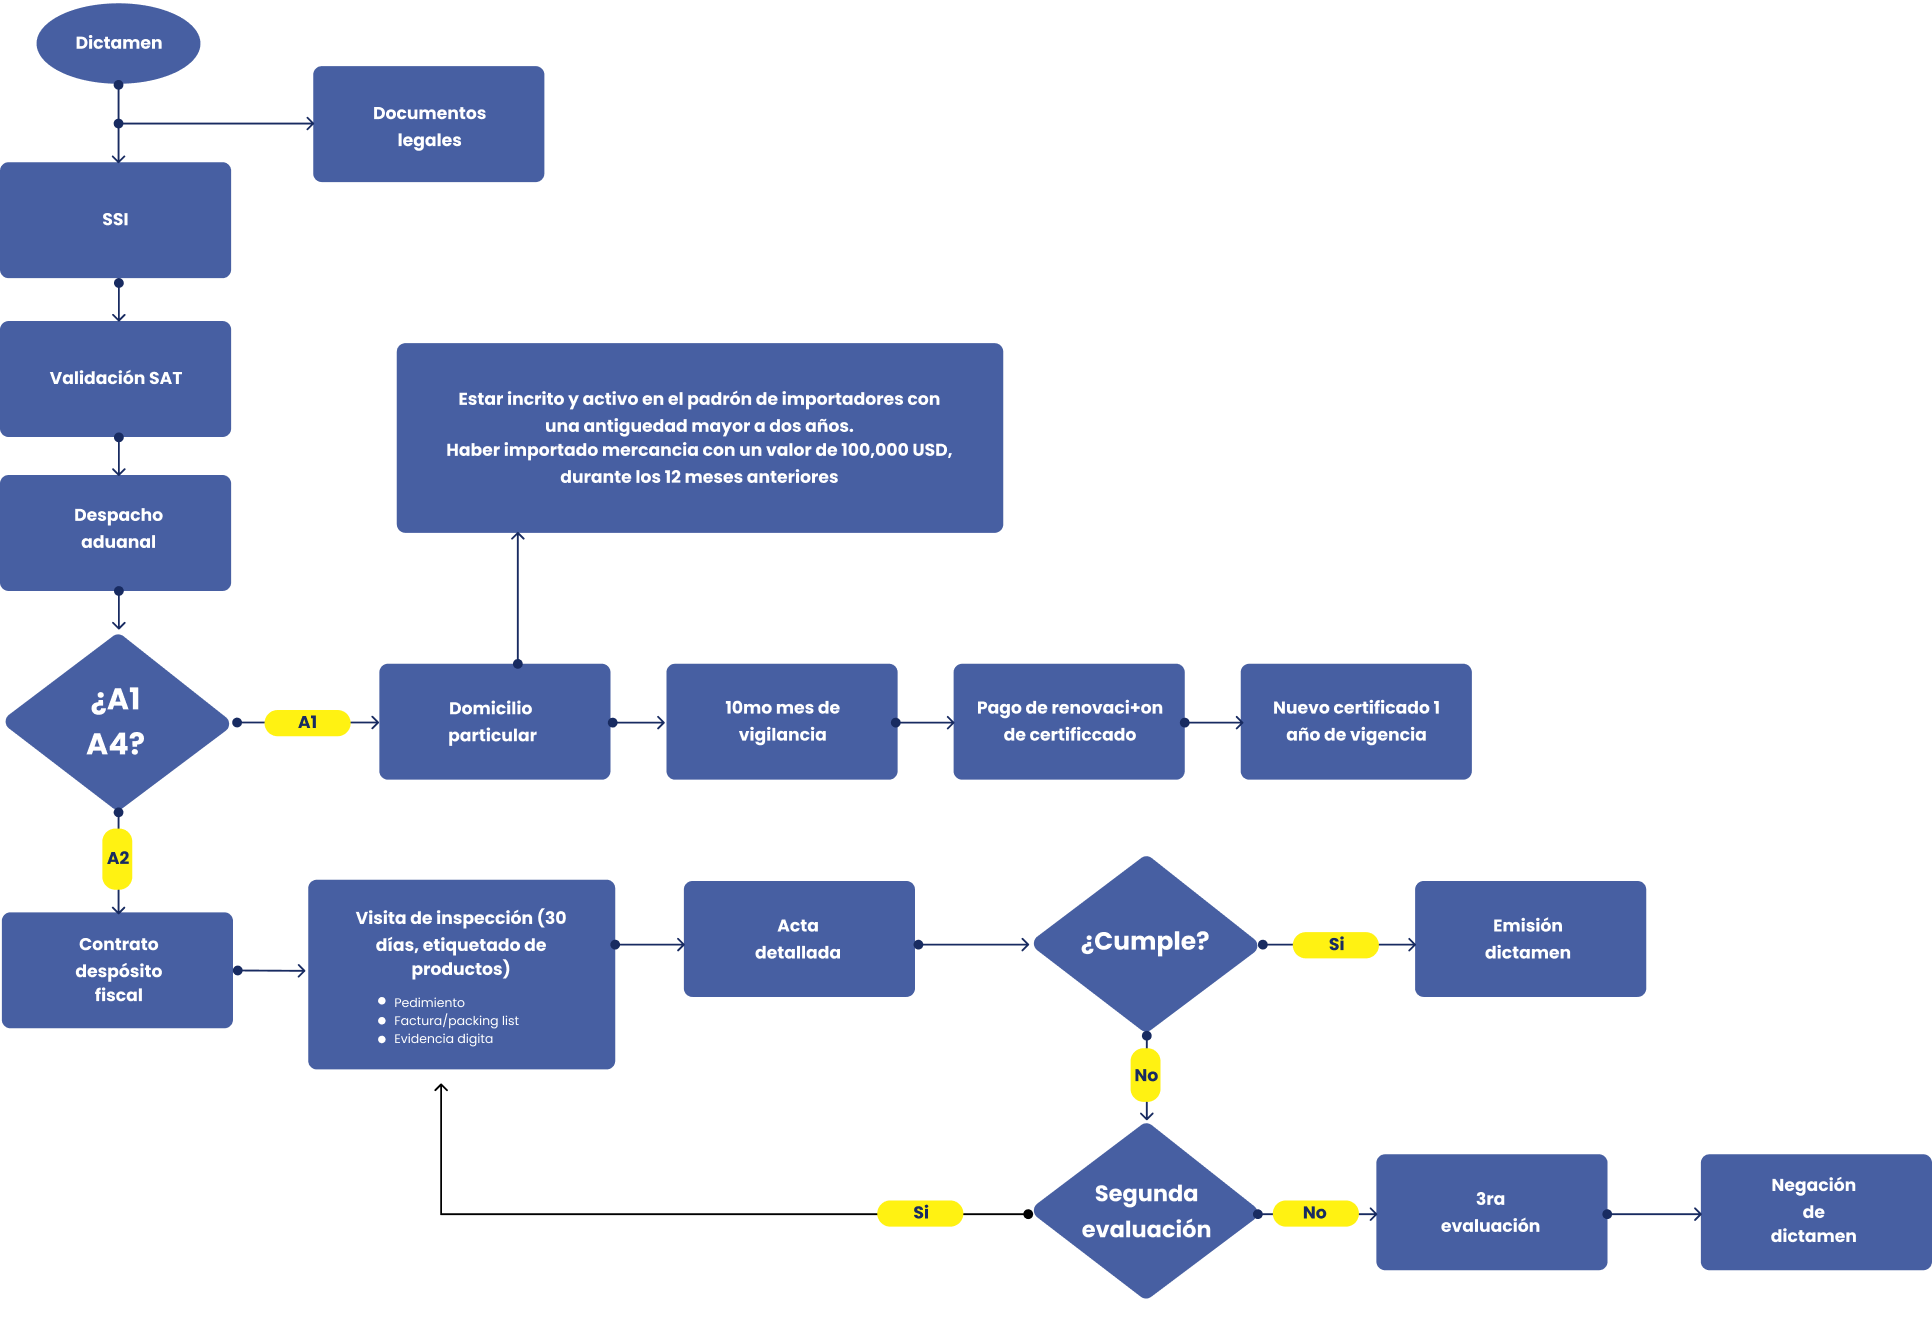 Dictamen
Documentos
legales
SSI
Validación SAT
Estar incrito y activo en el padrón de importadores con
una antiguedad mayor a dos años.
Haber importado mercancia con un valor de 100,000 USD,
durante los 12 meses anteriores
Despacho
aduanal
¿A1
A4?
A1
Domicilio
particular
10mo mes de
vigilancia
Pago de renovaci+on
de certificcado
Nuevo certificado 1
año de vigencia
A2
Contrato
despósito
fiscal
Visita de inspección (30
días, etiquetado de
productos)
Pedimiento
Factura/packing list
Evidencia digita
Acta
detallada
¿Cumple?
Si
Emisión
dictamen
No
Segunda
evaluación
Si
No
3ra
evaluación
Negación
de
dictamen